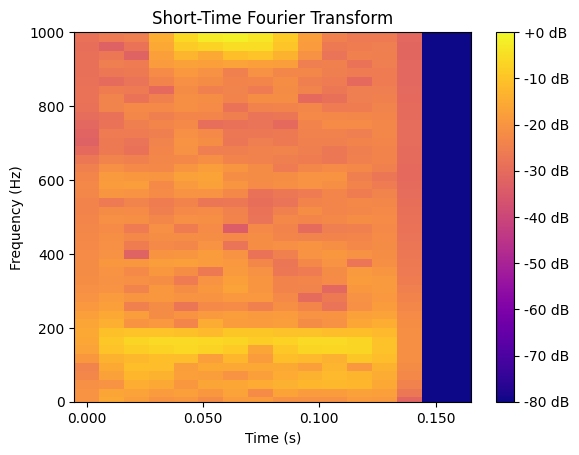 Short-Time Fourier Transform
Frequency (Hz)
1000
800
600
400
200
0
0.000 0.050 0.100 0.150
Time (s)
+0 dB
-10 dB
-20 dB
-30 dB
-40 dB
-50 dB
-60 dB
-70 dB
-80 dB